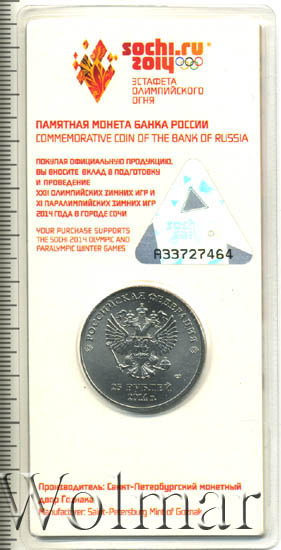 sochi.ru
2014
ЭСТАФЕТА
ОЛИМПИЙСКОГО
ОГНЯ
ПАМЯТНАЯ МОНЕТА БАНКА РОССИИ
COMMEMORATIVE COIN OF THE BANK OF RUSSIA
ПОКУПАЯ ОФИЦИАЛЬНУЮ ПРОДУКЦИЮ,
ВЫ ВНОСИТЕ ВКЛАД В ПОДГОТОВКУ
И ПРОВЕДЕНИЕ
XXII ОЛИМПИЙСКИХ ЗИМНИХ ИГР И
XI ПАРАЛИМПИЙСКИХ ЗИМНИХ ИГР
2014 ГОДА В ГОРОДЕ СОЧИ
YOUR PURCHASE SUPPORTS
THE SOCHI 2014 OLYMPIC AND
PARALYMPIC WINTER GAMES
sochi
2014
A33727464
РОССИЙСКАЯ ФЕДЕРАЦИЯ
25 РУБЛЕЙ
Производитель: Санкт-Петербургский монетный
двор Гознака
Manufacturer: Saint-Petersburg Mint of Goznak
Wolmar